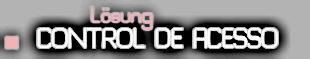 Lösung
CONTROL DE ACESSO